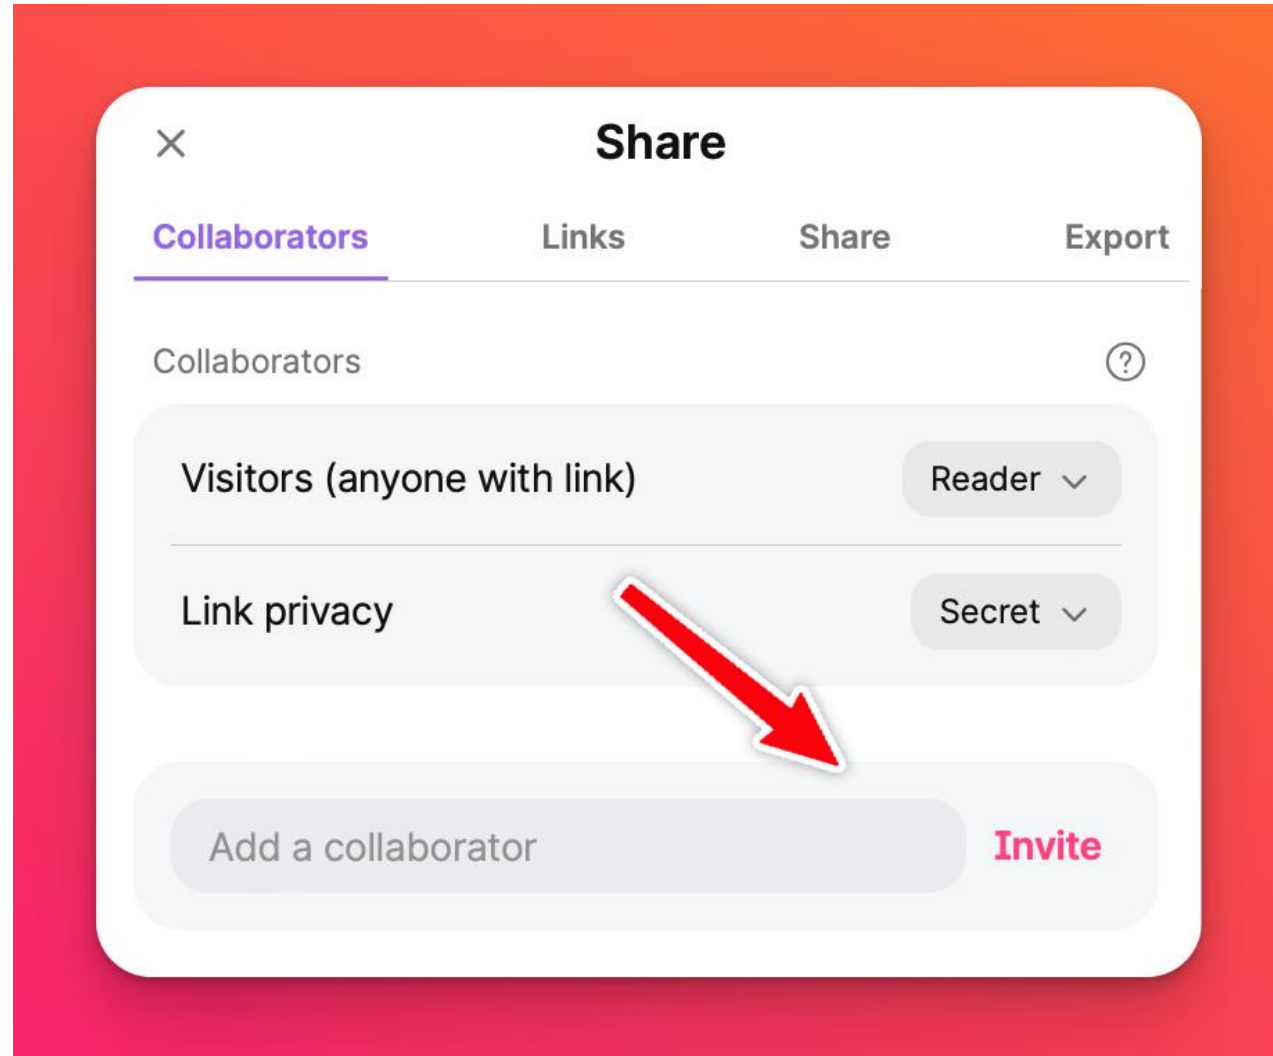 Share
Collaborators Links Share Export
Collaborators
Visitors (anyone with link) Reader
Link privacy Secret
Add a collaborator Invite